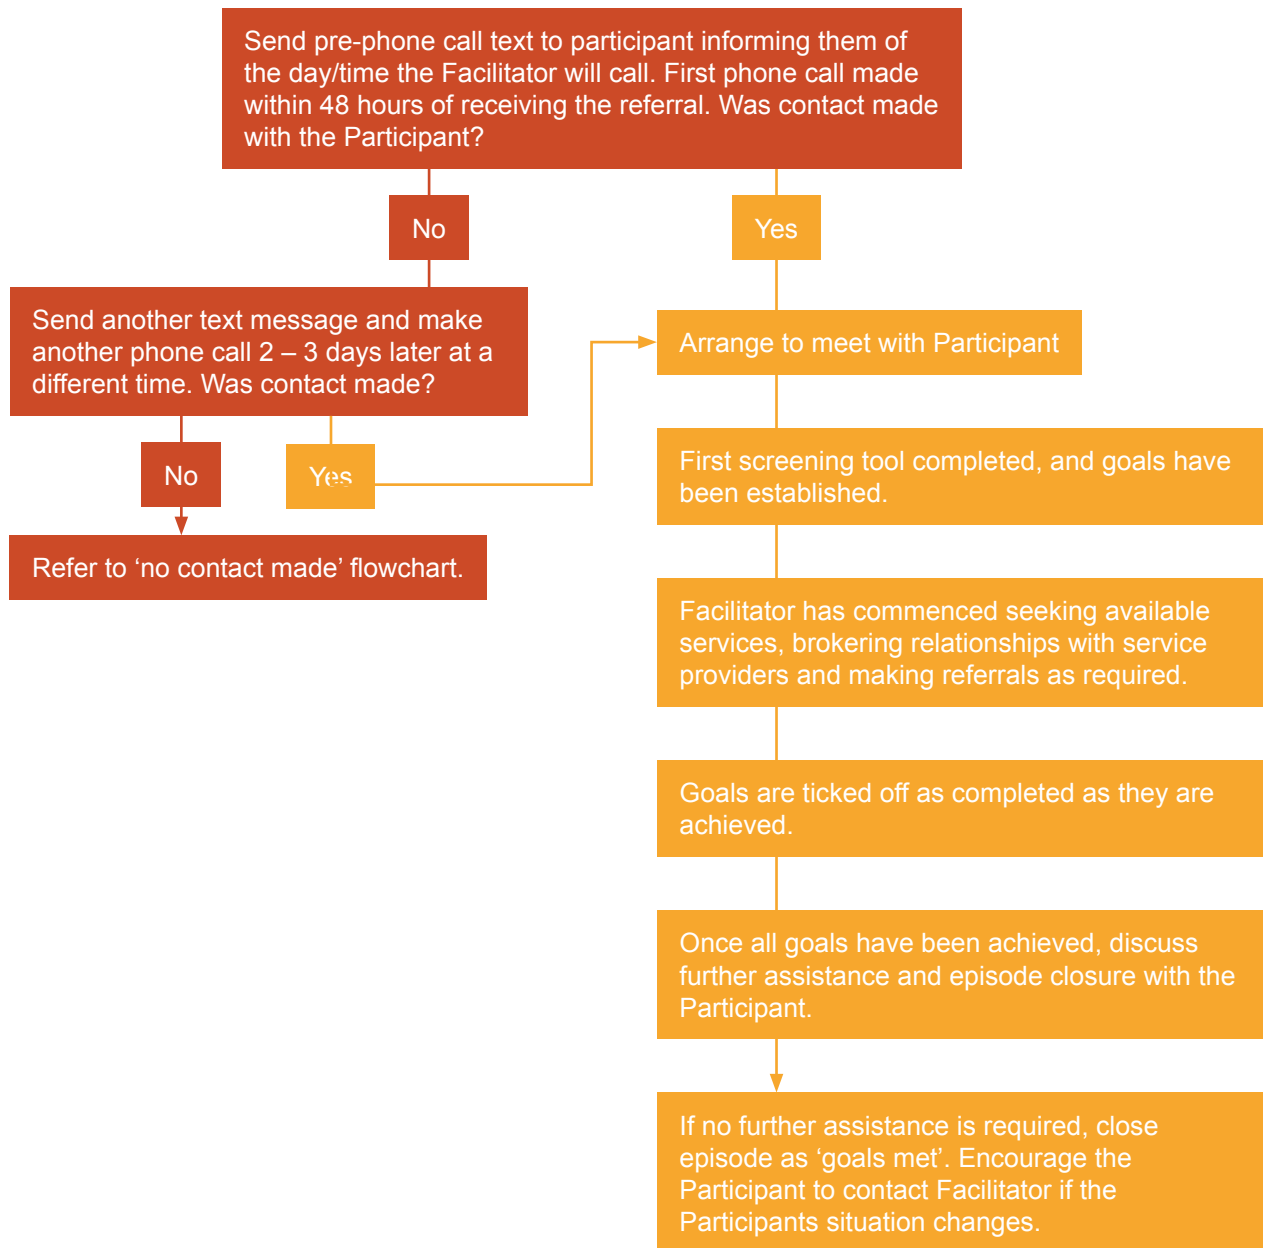 Send pre-phone call text to participant informing them of
the day/time the Facilitator will call. First phone call made
within 48 hours of receiving the referral. Was contact made
with the Participant?
No
Yes
Send another text message and make
another phone call 2 – 3 days later at a
different time. Was contact made?
Arrange to meet with Participant
No
Yes
Refer to ‘no contact made’ flowchart.
First screening tool completed, and goals have
been established.
Facilitator has commenced seeking available
services, brokering relationships with service
providers and making referrals as required.
Goals are ticked off as completed as they are
achieved.
Once all goals have been achieved, discuss
further assistance and episode closure with the
Participant.
If no further assistance is required, close
episode as ‘goals met’. Encourage the
Participant to contact Facilitator if the
Participants situation changes.